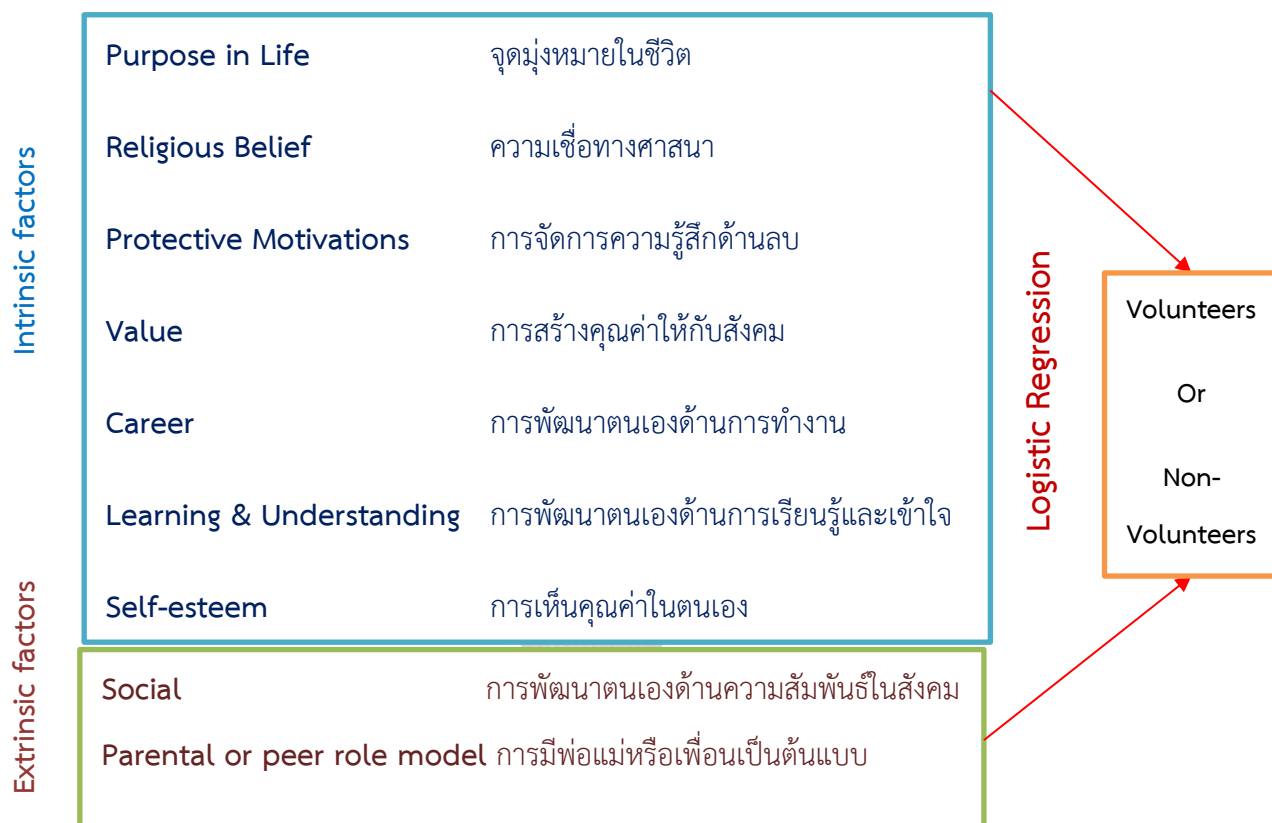 Intrinsic factors
Purpose in Life จุดมุ่งหมายในชีวิต
Religious Belief ความเชื่อทางศาสนา
Protective Motivations การจัดการความรู้สึกด้านลบ
Value การสร้างคุณค่าให้กับสังคม
Career การพัฒนาตนเองด้านการทำงาน
Learning & Understanding การพัฒนาตนเองด้านการเรียนรู้และเข้าใจ
Self-esteem การเห็นคุณค่าในตนเอง
Extrinsic factors
Social การพัฒนาตนเองด้านความสัมพันธ์ในสังคม
Parental or peer role model การมีพ่อแม่หรือเพื่อนเป็นต้นแบบ
Logistic Regression
Volunteers
Or
Non-
Volunteers